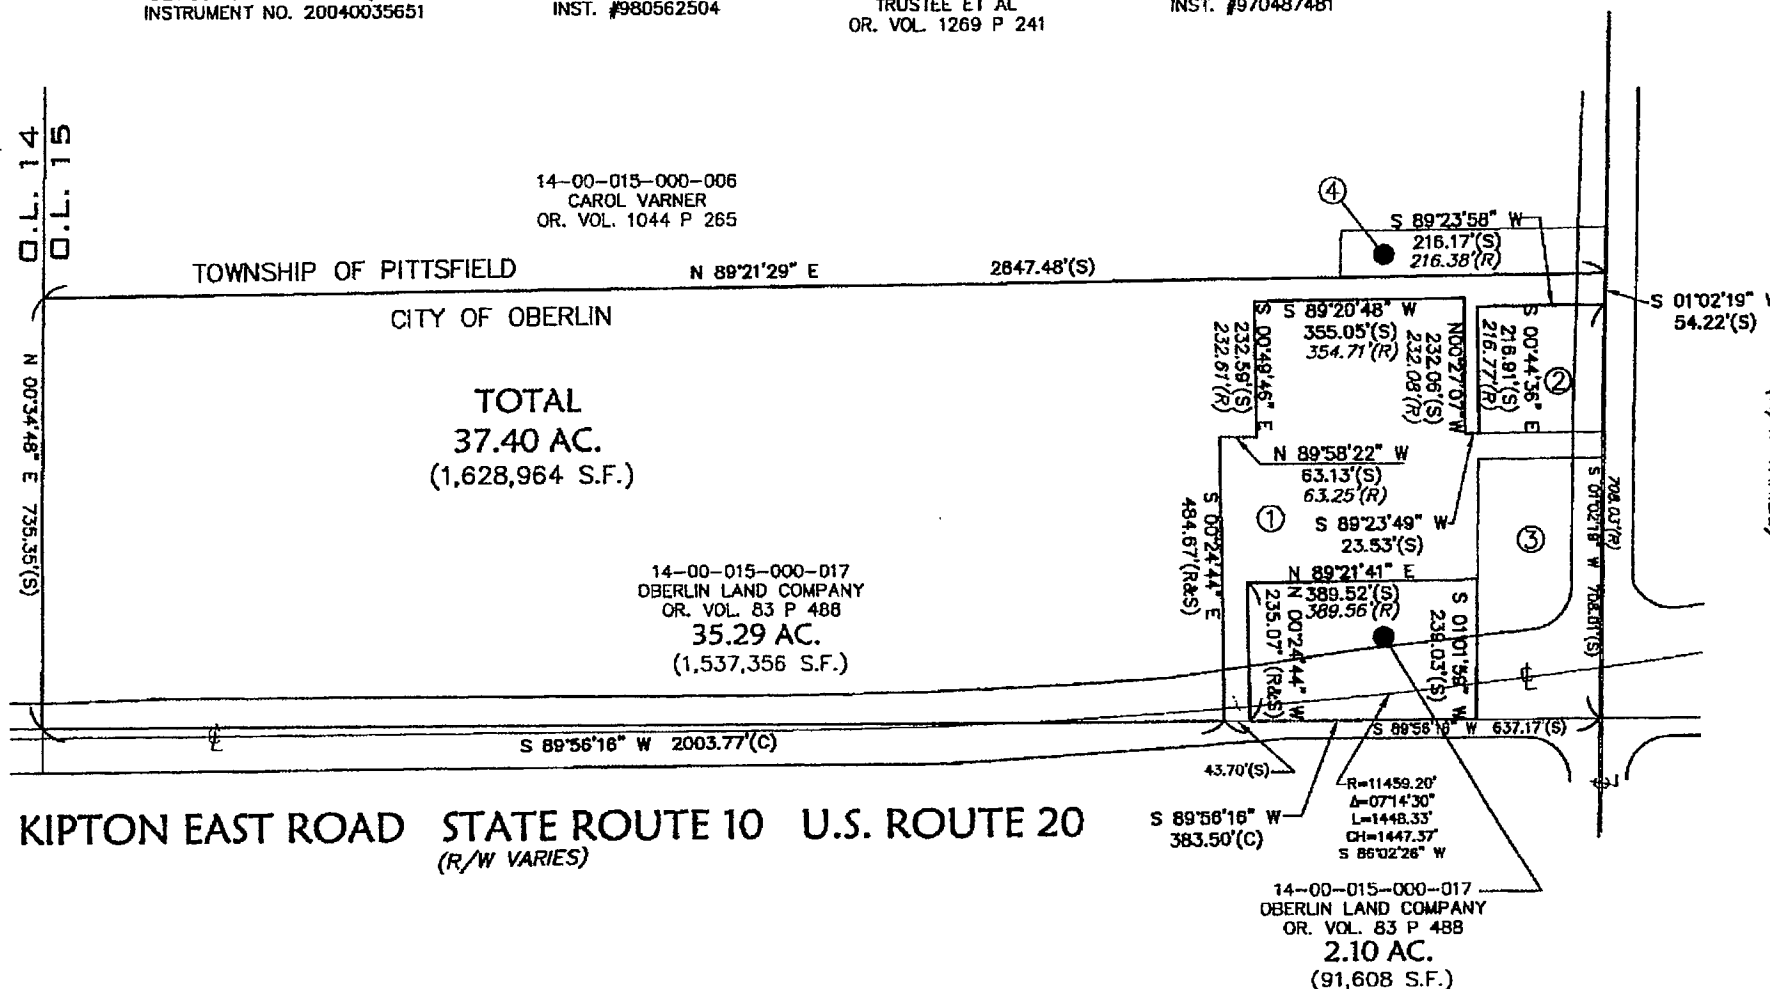 INSTRUMENT NO. 20040035651
INST. #980562504
TRUSTEE ET AL
OR. VOL. 1269 P 241
INST. #970487481
O.L. 14
O.L. 15
14-00-015-000-006
CAROL VARNER
OR. VOL. 1044 P 265
④
S 89°23'58" W
216.17'(S)
216.38'(R)
TOWNSHIP OF PITTSFIELD
N 89°21'29" E
2647.48'(S)
S 01°02'19" W
54.22'(S)
CITY OF OBERLIN
S 89°20'48" W
355.05'(S)
354.71'(R)
S 00°49'46" E
232.59'(S)
232.61'(R)
N00°27'07" W
232.06'(S)
232.08'(R)
S 00°44'36" E
216.91'(S)
216.77'(R)
②
N 00°34'48" E 735.35'(S)
TOTAL
37.40 AC.
(1,628,964 S.F.)
N 89°58'22" W
63.13'(S)
63.25'(R)
S 00°24'44" E
484.67'(R&S)
①
S 89°23'49" W
23.53'(S)
③
708.03'(R)
S 01°02'19" W 708.01'(S)
14-00-015-000-017
OBERLIN LAND COMPANY
OR. VOL. 83 P 488
35.29 AC.
(1,537,356 S.F.)
N 89°21'41" E
389.52'(S)
389.56'(R)
N 00°24'44" W
235.07' (R&S)
S 01°01'59" W
239.03'(S)
S 89°56'16" W 2003.77'(C)
S 89°56'16" W 637.17'(S)
43.70'(S)
KIPTON EAST ROAD STATE ROUTE 10 U.S. ROUTE 20
(R/W VARIES)
S 89°56'16" W
383.50'(C)
R=11459.20'
Δ=07°14'30"
L=1448.33'
CH=1447.37'
S 86°02'26" W
14-00-015-000-017
OBERLIN LAND COMPANY
OR. VOL. 83 P 488
2.10 AC.
(91,608 S.F.)